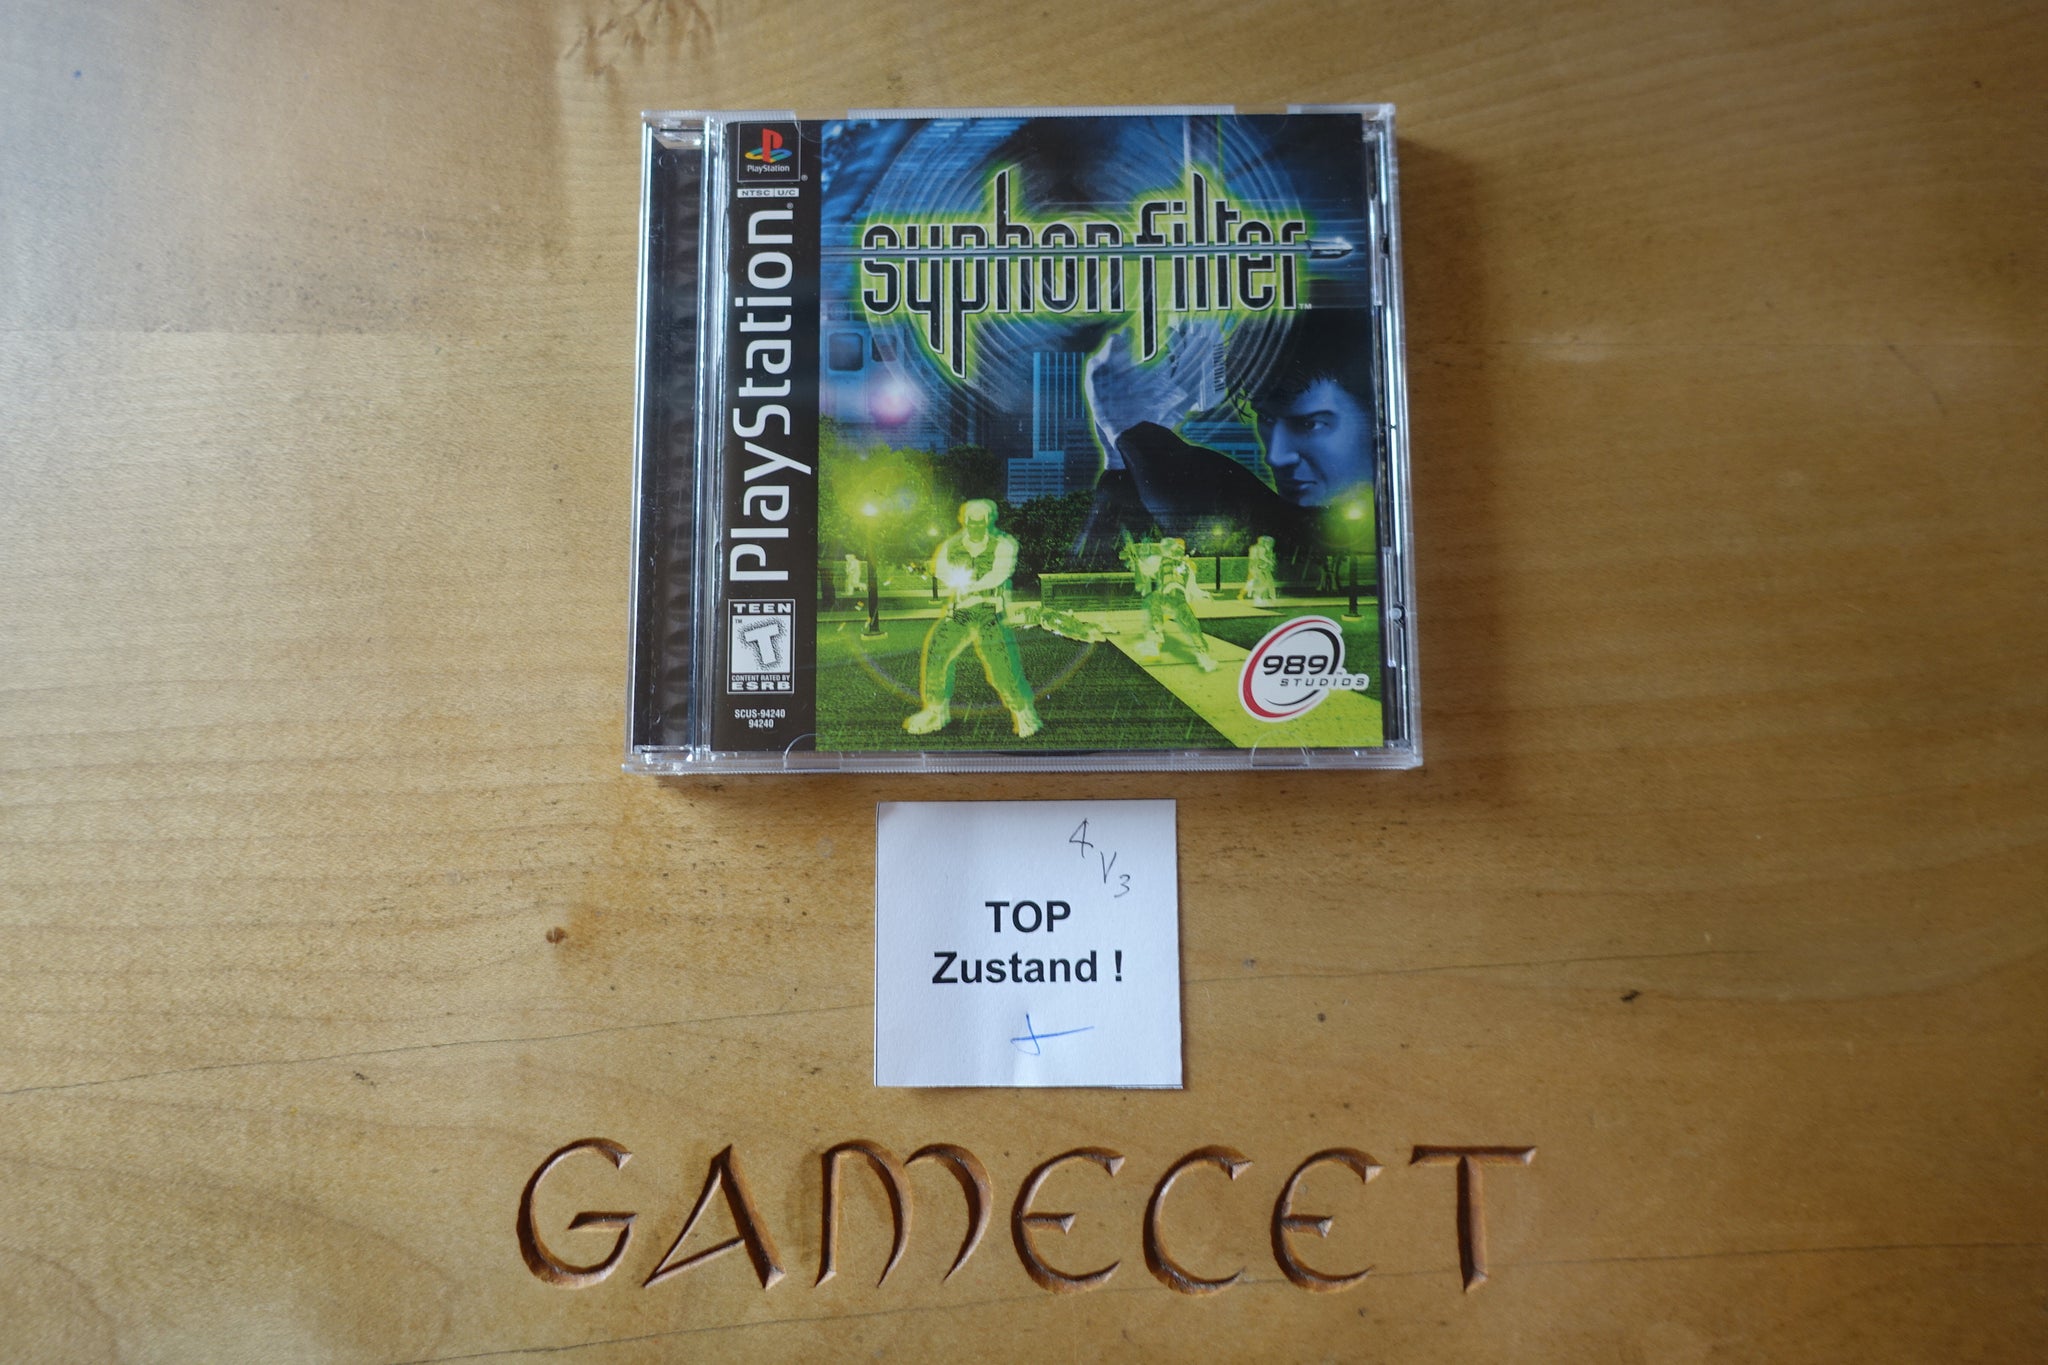 PlayStation
NTSC U/C
PlayStation
TEEN
T
CONTENT RATED BY
ESRB
SCUS-94240
94240
syphon filter
989
STUDIOS
4
V3
TOP
Zustand !
GAMECET